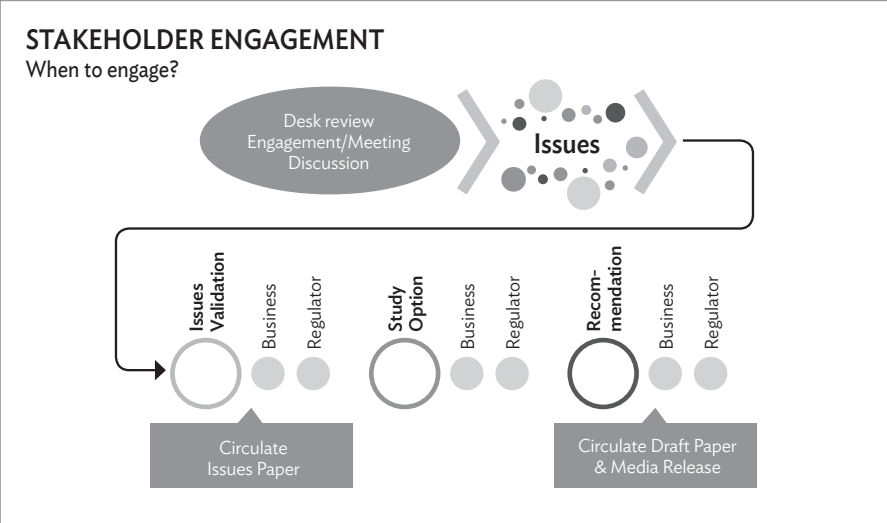 STAKEHOLDER ENGAGEMENT
When to engage?
Desk review
Engagement/Meeting
Discussion
Issues
Issues
Validation
Business
Regulator
Study
Option
Business
Regulator
Recom-
mendation
Business
Regulator
Circulate
Issues Paper
Circulate Draft Paper
& Media Release